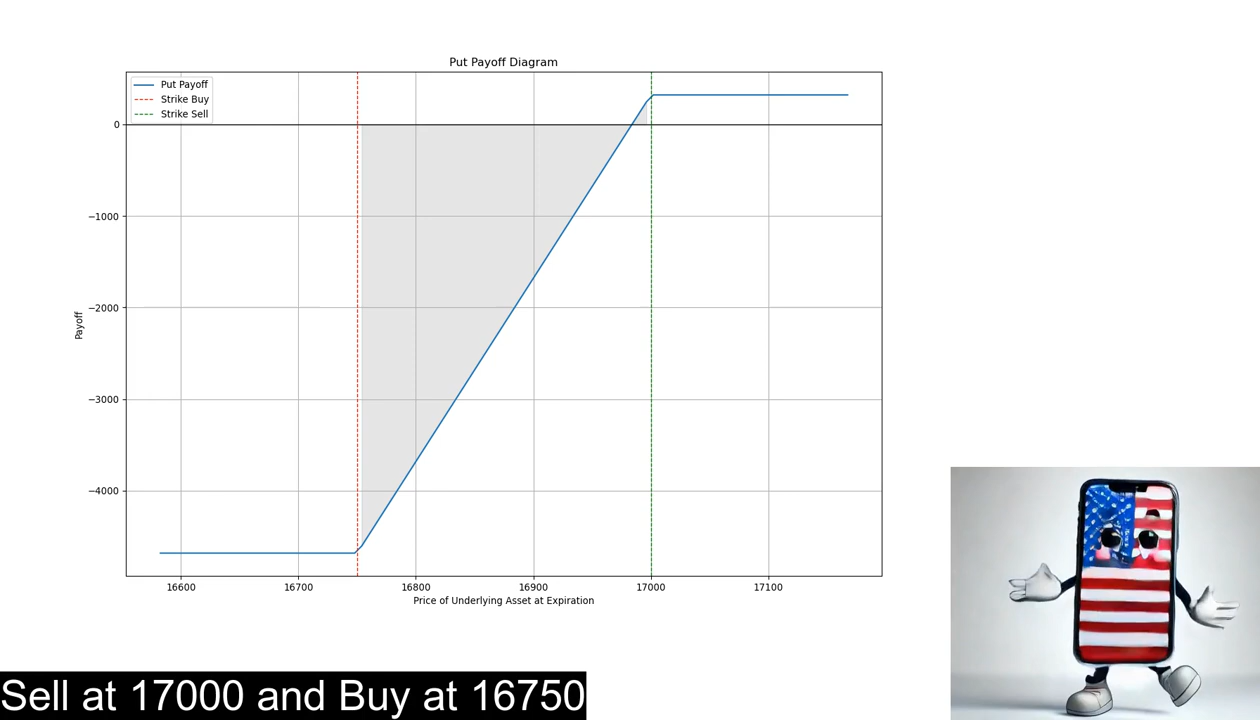 Put Payoff Diagram
Put Payoff
Strike Buy
Strike Sell
0
−1000
−2000
−3000
−4000
Payoff
16600 16700 16800 16900 17000 17100
Price of Underlying Asset at Expiration
Sell at 17000 and Buy at 16750